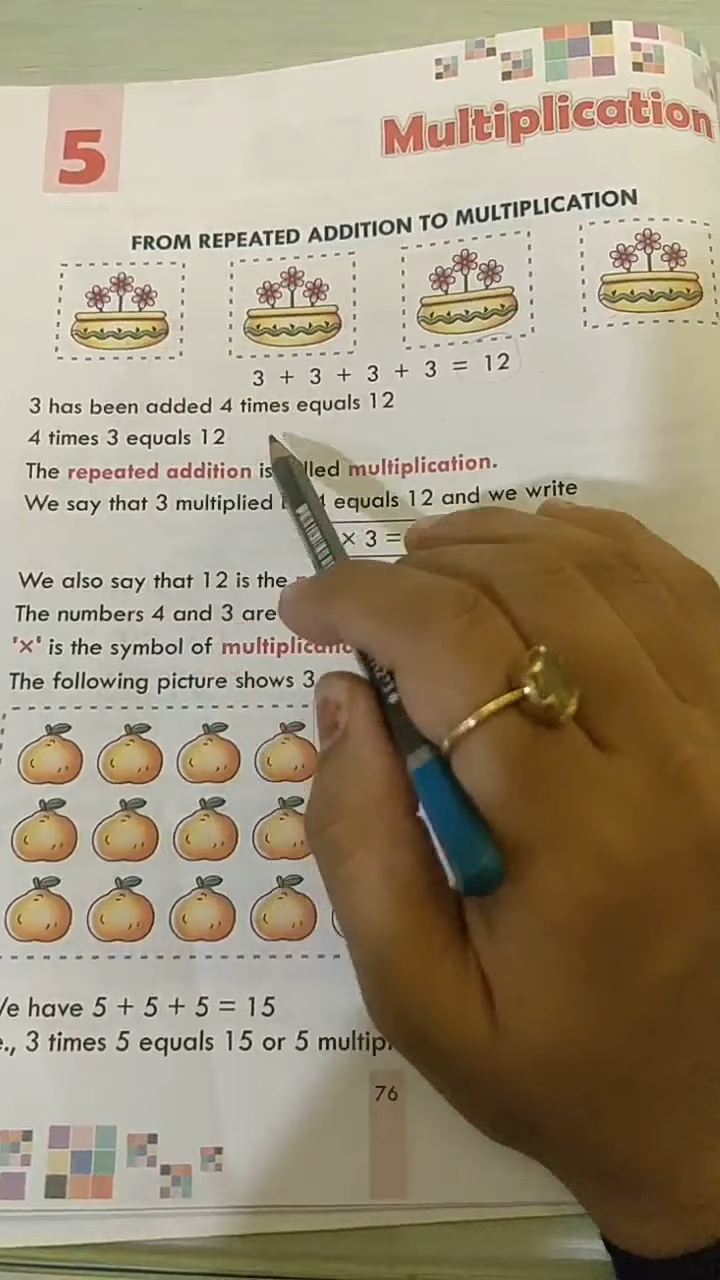 5
Multiplication
FROM REPEATED ADDITION TO MULTIPLICATION
3 + 3 + 3 + 3 = 12
3 has been added 4 times equals 12
4 times 3 equals 12
The repeated addition is called multiplication.
We say that 3 multiplied 4 equals 12 and we write
× 3 =
We also say that 12 is the
The numbers 4 and 3 are
'×' is the symbol of multiplication
The following picture shows 3
We have 5 + 5 + 5 = 15
3 times 5 equals 15 or 5
76